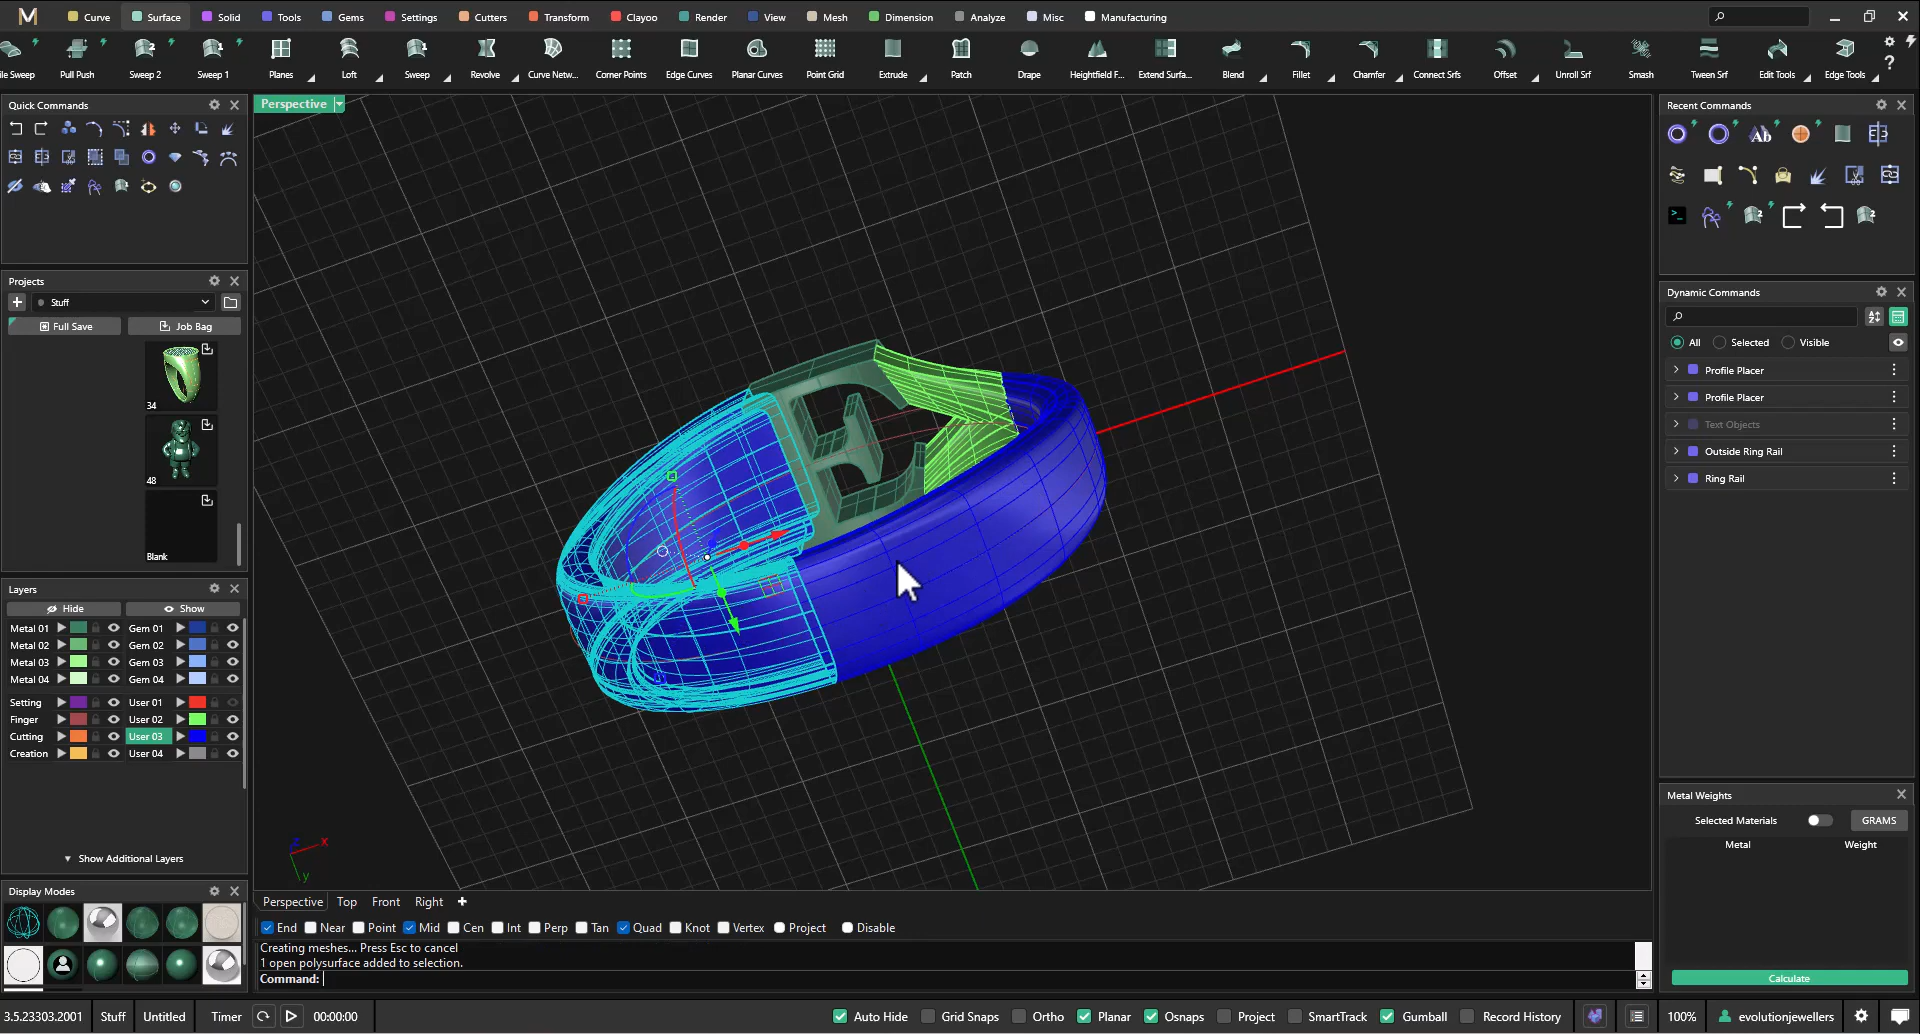 Curve Surface Solid Tools Gems Settings Cutters Transform Clayoo Render View Mesh Dimension Analyze Misc Manufacturing
ile Sweep Pull Push Sweep 2 Sweep 1 Planes Loft Sweep Revolve Curve Netw... Corner Points Edge Curves Planar Curves Point Grid Extrude Patch Drape Heightfield F... Extend Surfa... Blend Fillet Chamfer Connect Srfs Offset Unroll Srf Smash Tween Srf Edit Tools Edge Tools
Quick Commands
Perspective
Recent Commands
Projects
Stuff
Full Save Job Bag
34
48
Blank
Dynamic Commands
All Selected Visible
Profile Placer
Profile Placer
Text Objects
Outside Ring Rail
Ring Rail
Layers
Hide Show
Metal 01 Gem 01
Metal 02 Gem 02
Metal 03 Gem 03
Metal 04 Gem 04
Setting User 01
Finger User 02
Cutting User 03
Creation User 04
Show Additional Layers
Display Modes
z x
y
Metal Weights
Selected Materials GRAMS
Metal Weight
Calculate
Perspective Top Front Right
End Near Point Mid Cen Int Perp Tan Quad Knot Vertex Project Disable
Creating meshes... Press Esc to cancel
1 open polysurface added to selection.
Command:
3.5.23303.2001 Stuff Untitled Timer 00:00:00 Auto Hide Grid Snaps Ortho Planar Osnaps Project SmartTrack Gumball Record History 100% evolutionjewellers